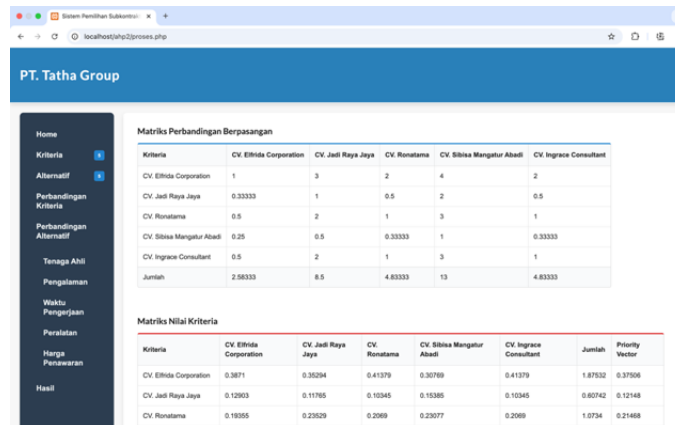 Sistem Pemilihan Subkontrak
localhost/ahp2/proses.php
PT. Tatha Group
Home
Kriteria
Alternatif
Perbandingan
Kriteria
Perbandingan
Alternatif
Tenaga Ahli
Pengalaman
Waktu
Pengerjaan
Peralatan
Harga
Penawaran
Hasil
Matriks Perbandingan Berpasangan
Kriteria CV. Elfrida Corporation CV. Jadi Raya Jaya CV. Ronatama CV. Sibisa Mangatur Abadi CV. Ingrace Consultant
CV. Elfrida Corporation 1 3 2 4 2
CV. Jadi Raya Jaya 0.33333 1 0.5 2 0.5
CV. Ronatama 0.5 2 1 3 1
CV. Sibisa Mangatur Abadi 0.25 0.5 0.33333 1 0.33333
CV. Ingrace Consultant 0.5 2 1 3 1
Jumlah 2.58333 8.5 4.83333 13 4.83333
Matriks Nilai Kriteria
Kriteria CV. Elfrida Corporation CV. Jadi Raya Jaya CV. Ronatama CV. Sibisa Mangatur Abadi CV. Ingrace Consultant Jumlah Priority Vector
CV. Elfrida Corporation 0.3871 0.35294 0.41379 0.30769 0.41379 1.87532 0.37506
CV. Jadi Raya Jaya 0.12903 0.11765 0.10345 0.15385 0.10345 0.60742 0.12148
CV. Ronatama 0.19355 0.23529 0.2069 0.23077 0.2069 1.0734 0.21468